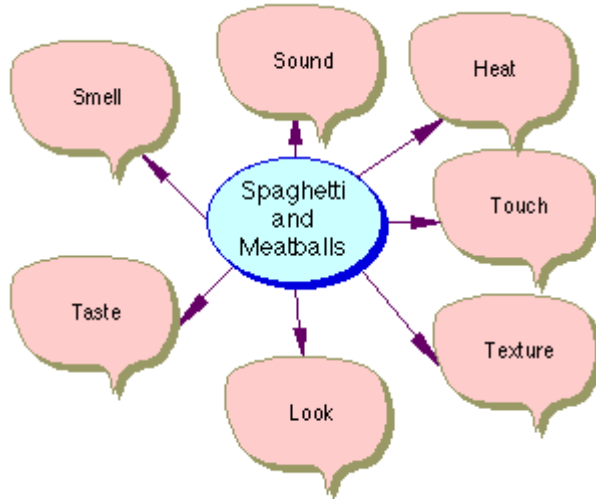 Sound
Heat
Smell
Spaghetti
and
Meatballs
Touch
Taste
Texture
Look